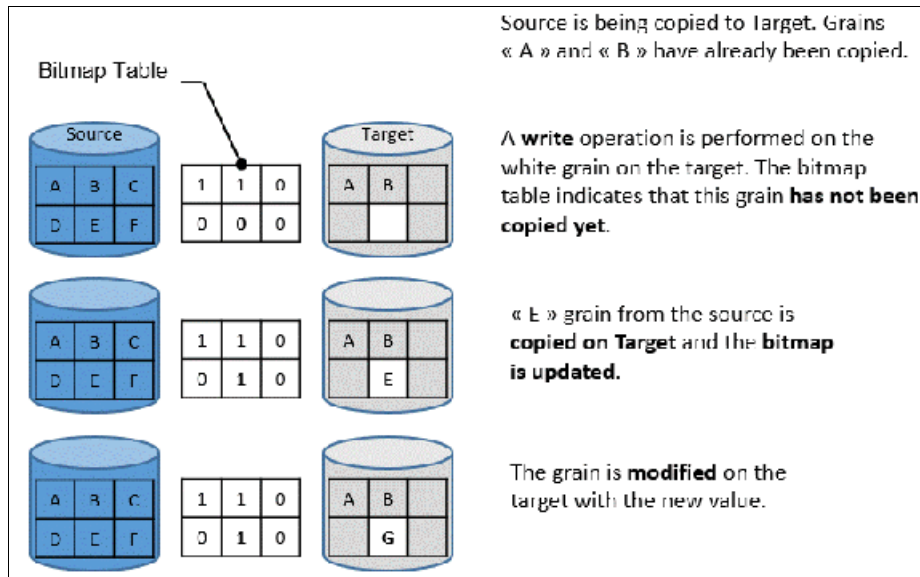 Source is being copied to Target. Grains
« A » and « B » have already been copied.
Bitmap Table
Source
Target
A B C
1 1 0
A B
D E F
0 0 0
A write operation is performed on the
white grain on the target. The bitmap
table indicates that this grain has not been
copied yet.
A B C
1 1 0
A B
D E F
0 1 0
E
« E » grain from the source is
copied on Target and the bitmap
is updated.
A B C
1 1 0
A B
D E F
0 1 0
G
The grain is modified on the
target with the new value.